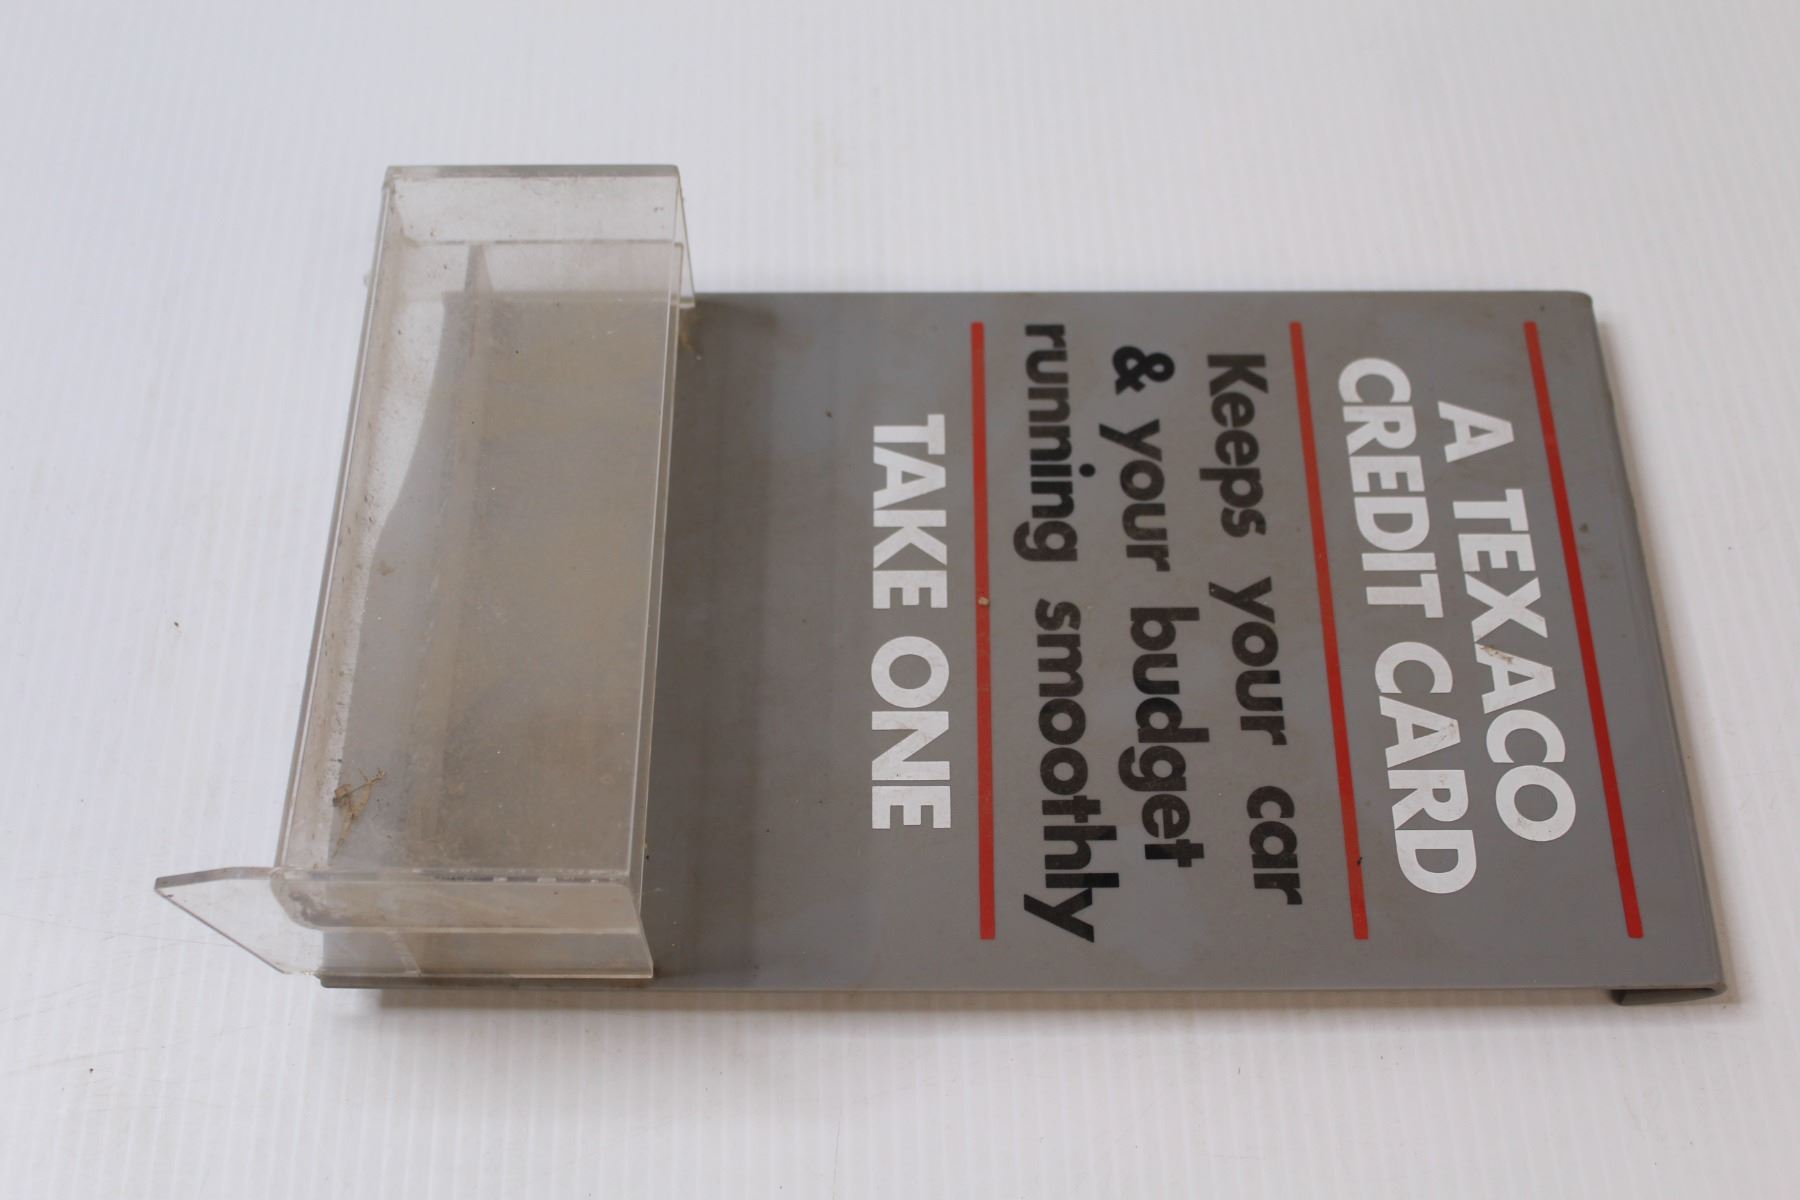 A TEXACO
CREDIT CARD
Keeps your car
& your budget
running smoothly
TAKE ONE